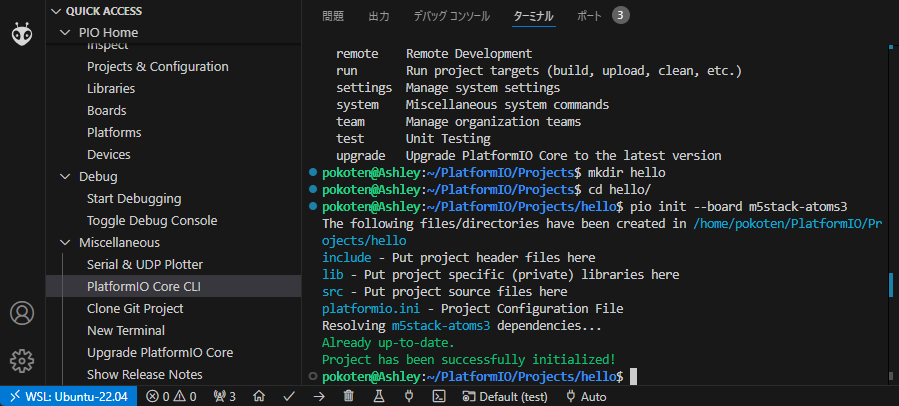 QUICK ACCESS
PIO Home
Inspect
Projects & Configuration
Libraries
Boards
Platforms
Devices
Debug
Start Debugging
Toggle Debug Console
Miscellaneous
Serial & UDP Plotter
PlatformIO Core CLI
Clone Git Project
New Terminal
Upgrade PlatformIO Core
Show Release Notes
問題 出力 デバッグ コンソール ターミナル ポート 3
remote Remote Development
run Run project targets (build, upload, clean, etc.)
settings Manage system settings
system Miscellaneous system commands
team Manage organization teams
test Unit Testing
upgrade Upgrade PlatformIO Core to the latest version
pokoten@Ashley:~/PlatformIO/Projects$ mkdir hello
pokoten@Ashley:~/PlatformIO/Projects$ cd hello/
pokoten@Ashley:~/PlatformIO/Projects/hello$ pio init --board m5stack-atoms3
The following files/directories have been created in /home/pokoten/PlatformIO/Pr
ojects/hello
include - Put project header files here
lib - Put project specific (private) libraries here
src - Put project source files here
platformio.ini - Project Configuration File
Resolving m5stack-atoms3 dependencies...
Already up-to-date.
Project has been successfully initialized!
pokoten@Ashley:~/PlatformIO/Projects/hello$
WSL: Ubuntu-22.04 0 0 3 Default (test) Auto